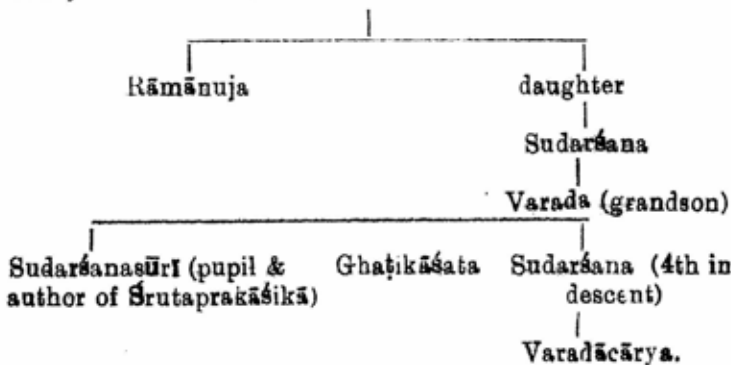 Rāmānuja daughter
Sudarśana
Varada (grandson)
Sudarśanasūrī (pupil & Ghaṭikāśata Sudarśana (4th in
author of Śrutaprakāśikā) descent)
Varadācārya.